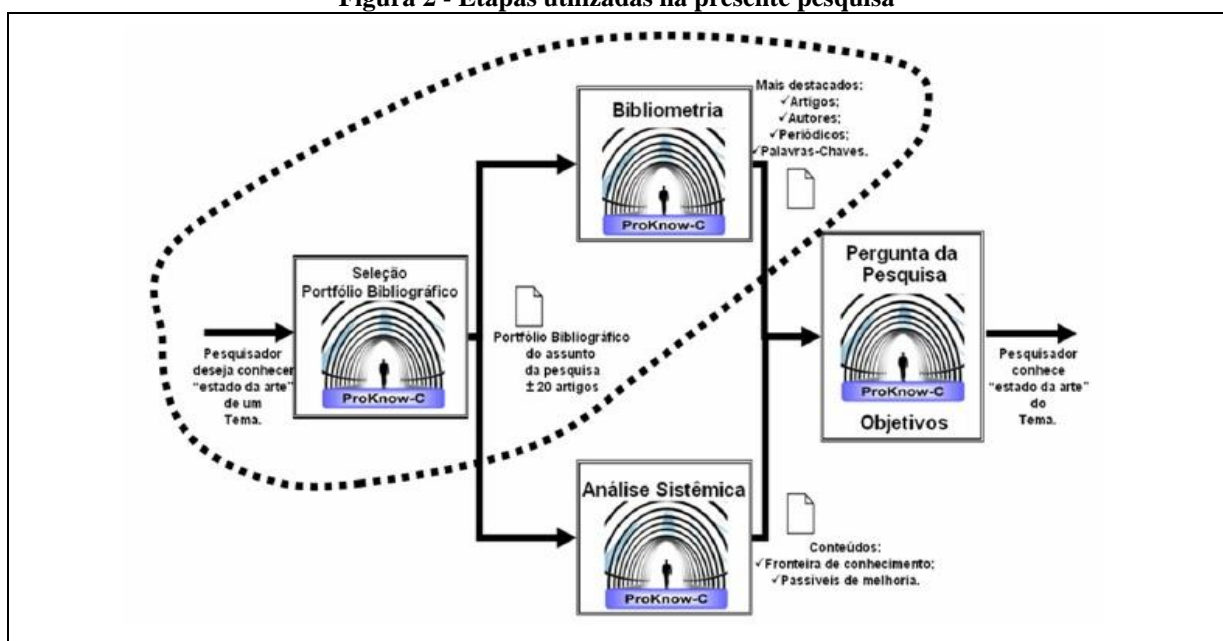 Figura 2 - Etapas utilizadas na presente pesquisa
Bibliometria
ProKnow-C
Mais destacados:
✓Artigos;
✓Autores;
✓Periódicos;
✓Palavras-Chaves.
Seleção
Portfólio Bibliográfico
ProKnow-C
Pesquisador
deseja conhecer
“estado da arte”
de um
Tema.
Portfólio Bibliográfico
do assunto
da pesquisa
±20 artigos
Pergunta da
Pesquisa
ProKnow-C
Objetivos
Pesquisador
conhece
“estado da arte”
do
Tema.
Análise Sistêmica
ProKnow-C
Conteúdos:
✓Fronteira de conhecimento;
✓Passíveis de melhoria.